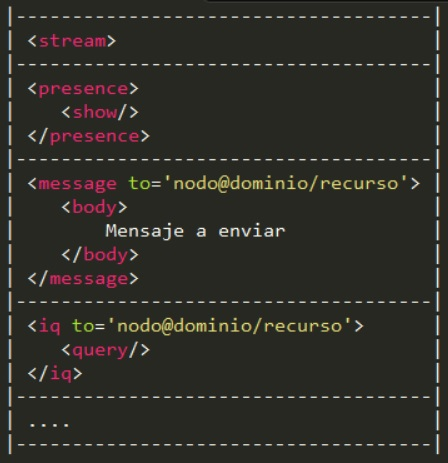 |--------------------------------------|
| <stream>                             |
|--------------------------------------|
| <presence>                           |
|    <show/>                           |
| </presence>                          |
|--------------------------------------|
| <message to='nodo@dominio/recurso'>  |
|    <body>                            |
|        Mensaje a enviar              |
|    </body>                           |
| </message>                           |
|--------------------------------------|
| <iq to='nodo@dominio/recurso'>       |
|    <query/>                          |
| </iq>                                |
|--------------------------------------|
| ....                                 |
|--------------------------------------|